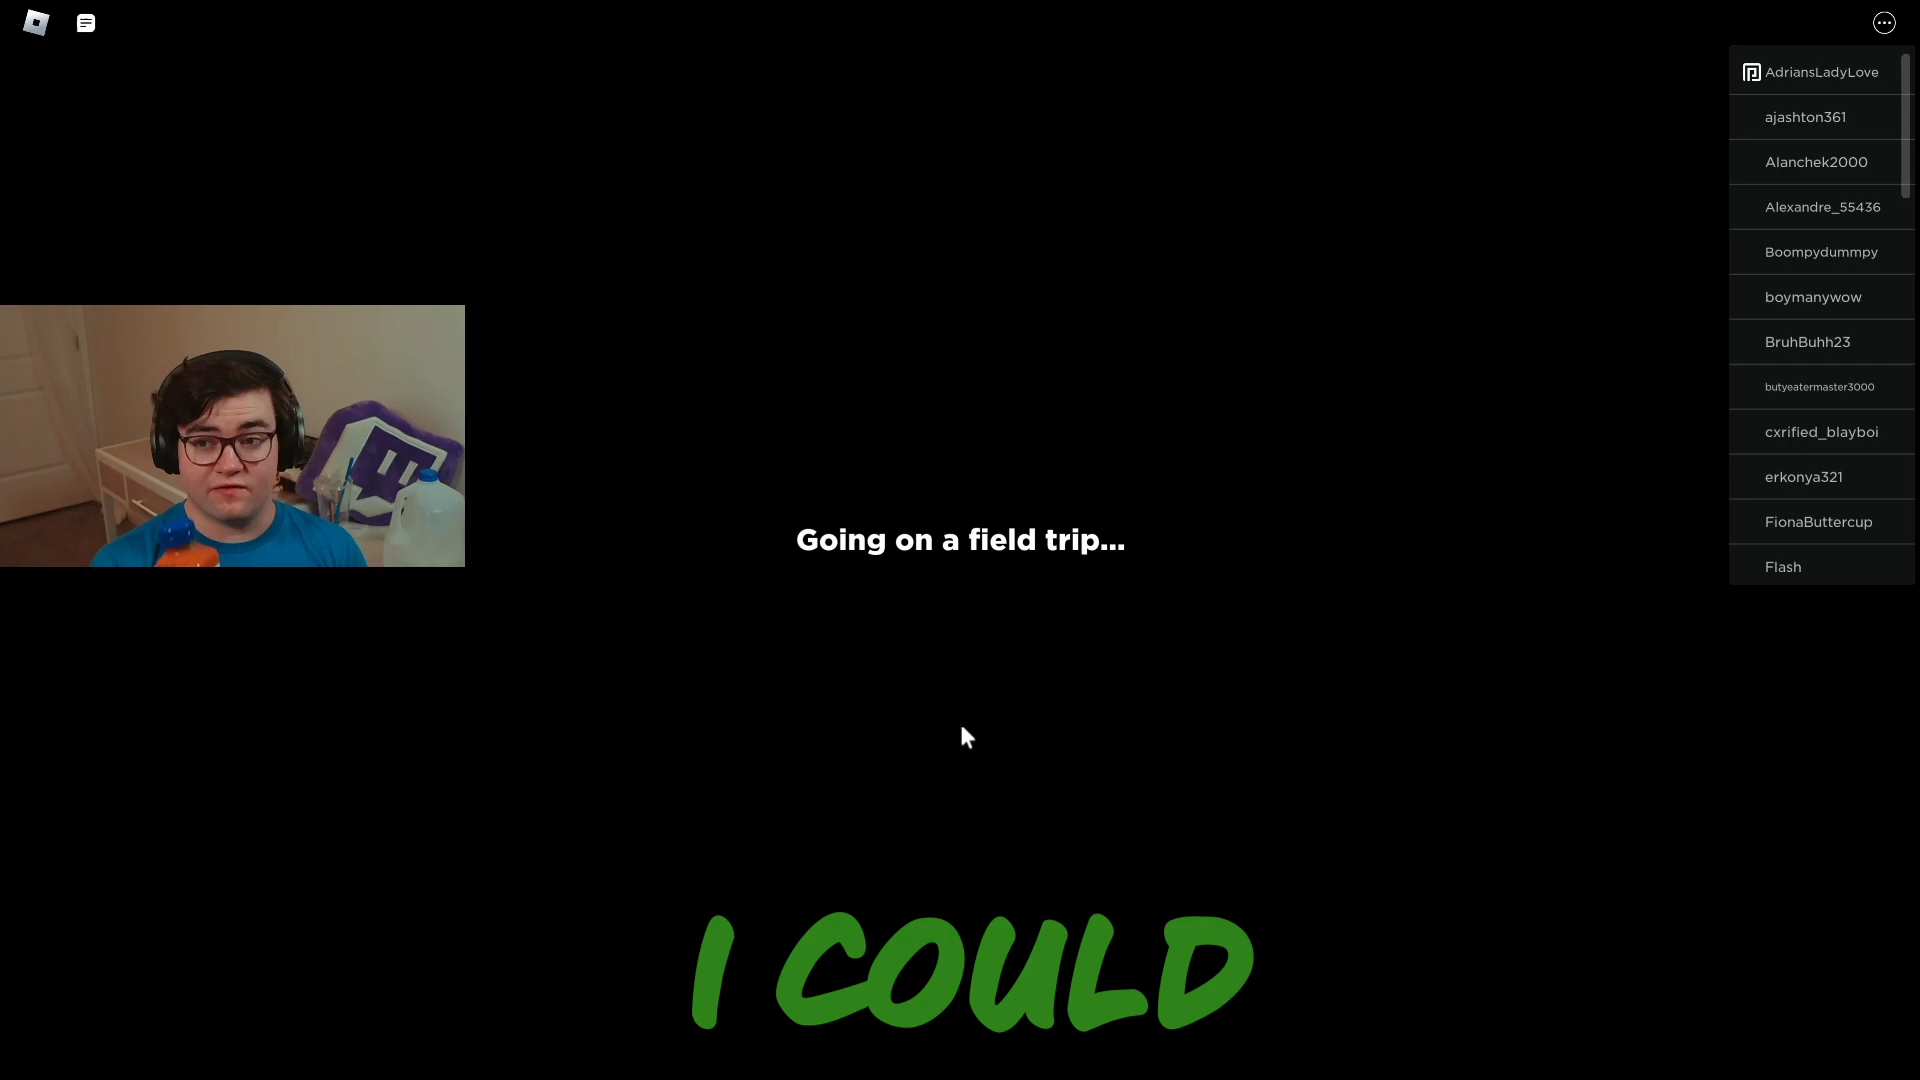 AdriansLadyLove
ajashton361
Alanchek2000
Alexandre_55436
Boompydummpy
boymanywow
BruhBuhh23
butyeatermaster3000
cxrified_blayboi
erkonya321
FionaButtercup
Flash
Going on a field trip...
I COULD